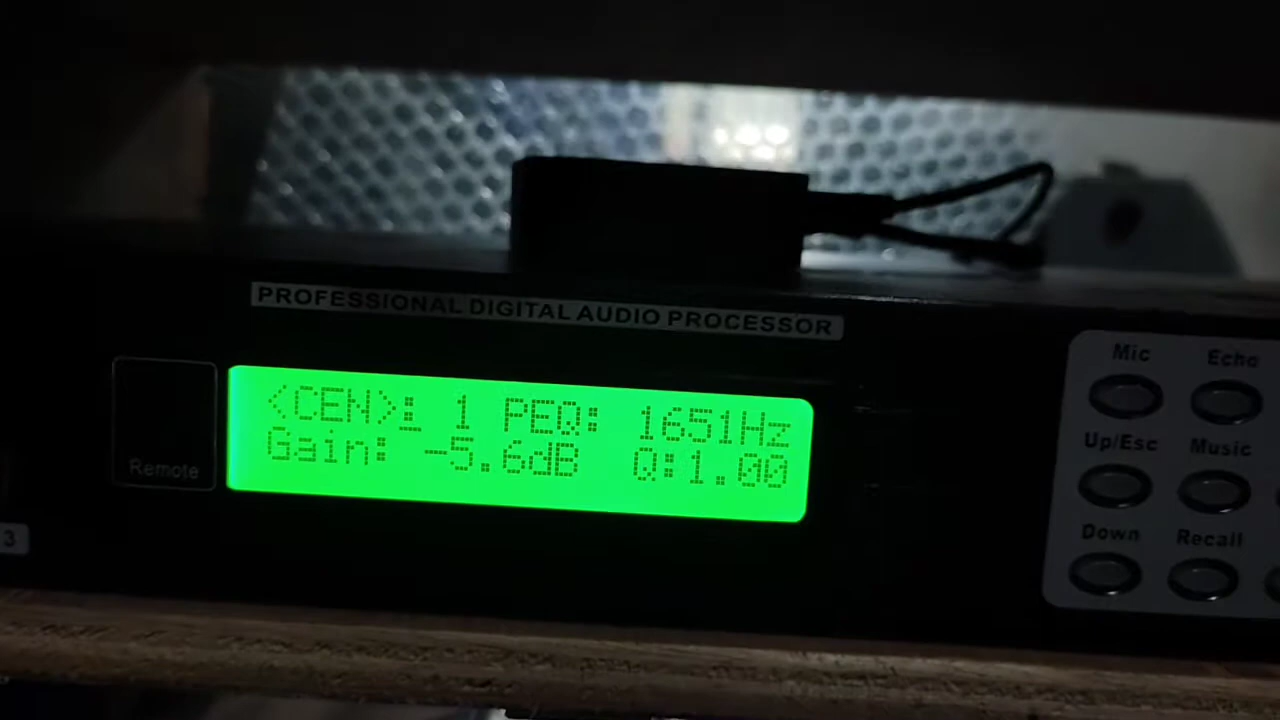 PROFESSIONAL DIGITAL AUDIO PROCESSOR
<CEN>: 1 PEQ: 1651Hz
Gain: -5.6dB Q:1.00
Remote
3
Mic Echo
Up/Esc Music
Down Recall